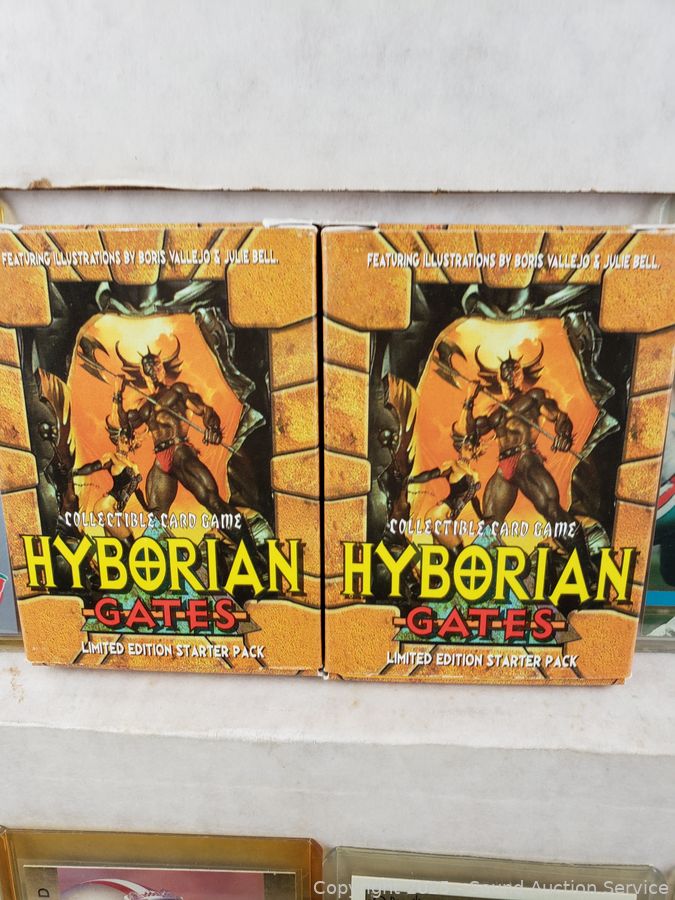 FEATURING ILLUSTRATIONS BY BORIS VALLEJO & JULIE BELL.
COLLECTIBLE CARD GAME
HYBORIAN
GATES
LIMITED EDITION STARTER PACK
FEATURING ILLUSTRATIONS BY BORIS VALLEJO & JULIE BELL.
COLLECTIBLE CARD GAME
HYBORIAN
GATES
LIMITED EDITION STARTER PACK
D
Copyright Sound Auction Service